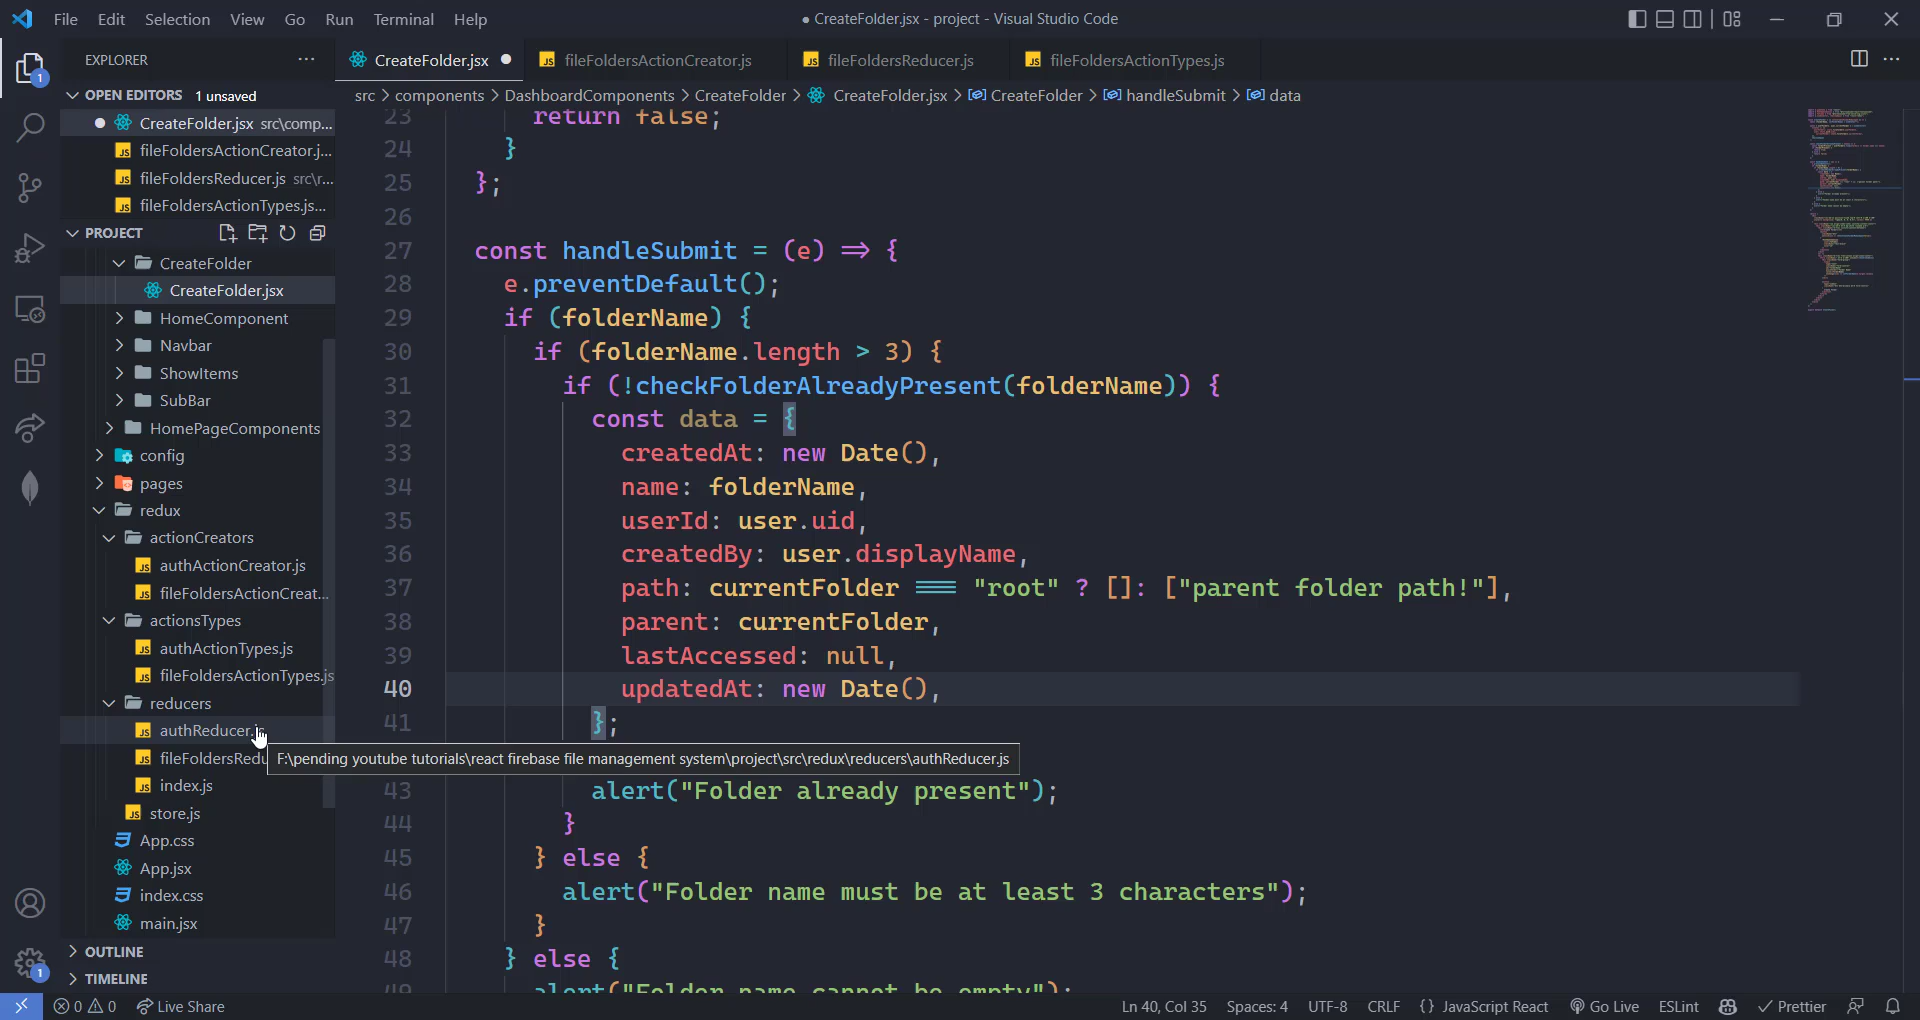 File Edit Selection View Go Run Terminal Help
● CreateFolder.jsx - project - Visual Studio Code
EXPLORER
OPEN EDITORS 1 unsaved
CreateFolder.jsx src\comp...
fileFoldersActionCreator.j...
fileFoldersReducer.js src\r...
fileFoldersActionTypes.js...
PROJECT
CreateFolder
CreateFolder.jsx
HomeComponent
Navbar
ShowItems
SubBar
HomePageComponents
config
pages
redux
actionCreators
authActionCreator.js
fileFoldersActionCreat...
actionsTypes
authActionTypes.js
fileFoldersActionTypes.js
reducers
authReducer.js
fileFoldersRedu
index.js
store.js
App.css
App.jsx
index.css
main.jsx
OUTLINE
TIMELINE
1
1
CreateFolder.jsx ● fileFoldersActionCreator.js fileFoldersReducer.js fileFoldersActionTypes.js
src > components > DashboardComponents > CreateFolder > CreateFolder.jsx > CreateFolder > handleSubmit > data
23 return false;
24 }
25 };
26
27 const handleSubmit = (e) => {
28 e.preventDefault();
29 if (folderName) {
30 if (folderName.length > 3) {
31 if (!checkFolderAlreadyPresent(folderName)) {
32 const data = {
33 createdAt: new Date(),
34 name: folderName,
35 userId: user.uid,
36 createdBy: user.displayName,
37 path: currentFolder === "root" ? []: ["parent folder path!"],
38 parent: currentFolder,
39 lastAccessed: null,
40 updatedAt: new Date(),
41 };
F:\pending youtube tutorials\react firebase file management system\project\src\redux\reducers\authReducer.js
43 alert("Folder already present");
44 }
45 } else {
46 alert("Folder name must be at least 3 characters");
47 }
48 } else {
49 alert("Folder name cannot be empty");
0 0 Live Share
Ln 40, Col 35 Spaces: 4 UTF-8 CRLF {} JavaScript React Go Live ESLint Prettier